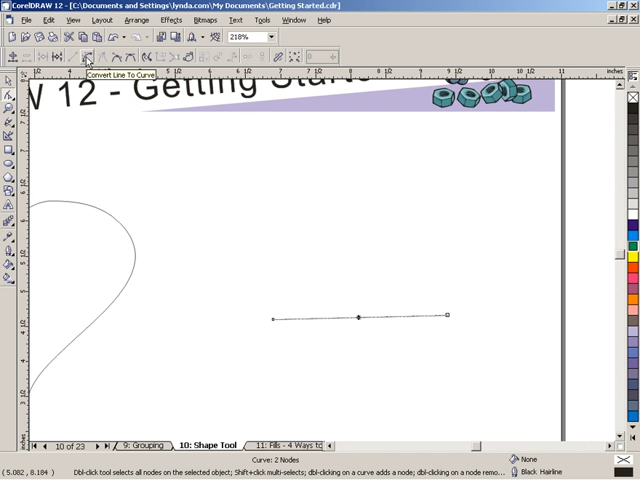 CorelDRAW 12 - [C:\Documents and Settings\lynda.com\My Documents\Getting Started.cdr]
File Edit View Layout Arrange Effects Bitmaps Text Tools Window Help
218%
Convert Line To Curve
inches
W 12 - Getting Starte
10 of 23
9: Grouping
10: Shape Tool
11: Fills - 4 Ways to
Curve: 2 Nodes
None
( 5.082 , 8.184 )
Dbl-click tool selects all nodes on the selected object; Shift+click multi-selects; dbl-clicking on a curve adds a node; dbl-clicking on a node remo...
Black Hairline